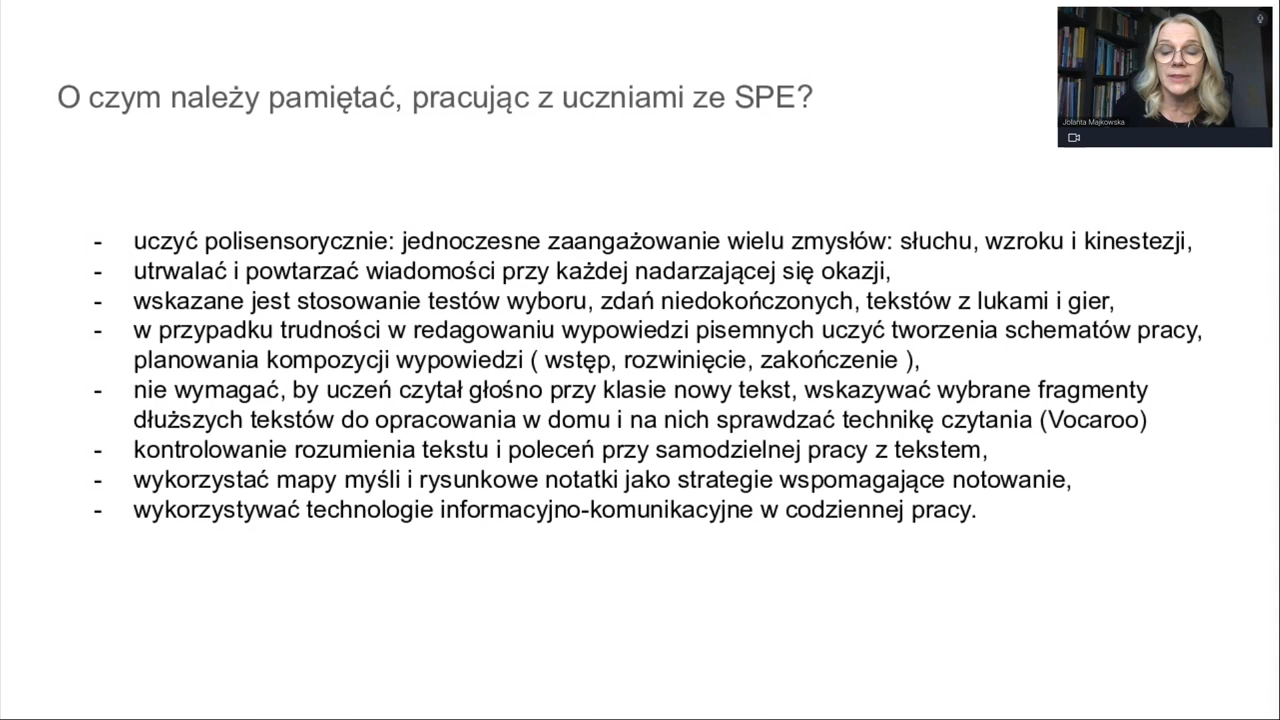 O czym należy pamiętać, pracując z uczniami ze SPE?
Jolanta Majkowska
- uczyć polisensorycznie: jednoczesne zaangażowanie wielu zmysłów: słuchu, wzroku i kinestezji,
- utrwalać i powtarzać wiadomości przy każdej nadarzającej się okazji,
- wskazane jest stosowanie testów wyboru, zdań niedokończonych, tekstów z lukami i gier,
- w przypadku trudności w redagowaniu wypowiedzi pisemnych uczyć tworzenia schematów pracy,
planowania kompozycji wypowiedzi ( wstęp, rozwinięcie, zakończenie ),
- nie wymagać, by uczeń czytał głośno przy klasie nowy tekst, wskazywać wybrane fragmenty
dłuższych tekstów do opracowania w domu i na nich sprawdzać technikę czytania (Vocaroo)
- kontrolowanie rozumienia tekstu i poleceń przy samodzielnej pracy z tekstem,
- wykorzystać mapy myśli i rysunkowe notatki jako strategie wspomagające notowanie,
- wykorzystywać technologie informacyjno-komunikacyjne w codziennej pracy.